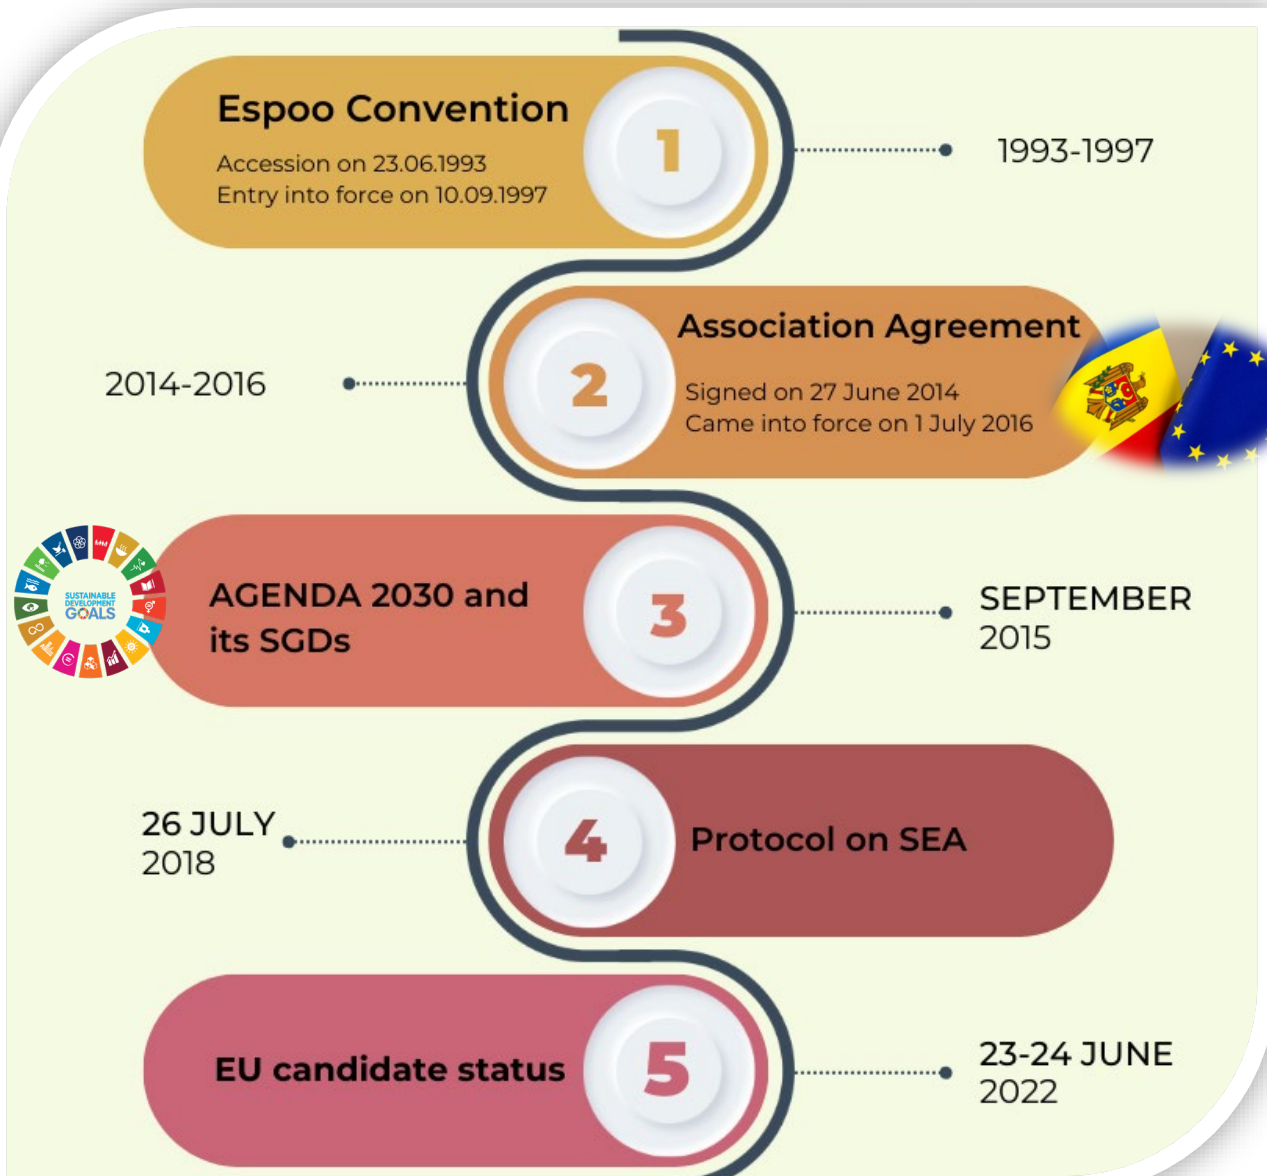 Espoo Convention
Accession on 23.06.1993
Entry into force on 10.09.1997
1
1993-1997
2014-2016
2
Association Agreement
Signed on 27 June 2014
Came into force on 1 July 2016
SUSTAINABLE
DEVELOPMENT
GOALS
AGENDA 2030 and
its SGDs
3
SEPTEMBER
2015
26 JULY
2018
4
Protocol on SEA
EU candidate status
5
23-24 JUNE
2022